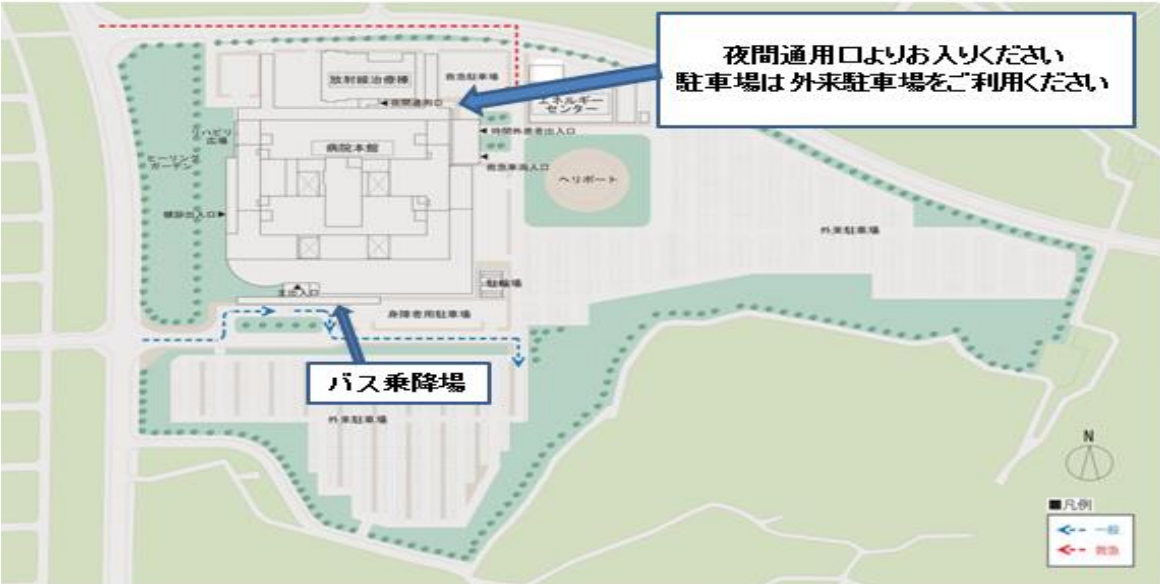 夜間通用口よりお入りください
駐車場は外来駐車場をご利用ください
放射線治療棟
救急駐車場
◀夜間通用口
エネルギー
センター
◀時間外患者出入口
リハビリ
広場
病院本館
ヒーリング
ガーデン
◀救急車両入口
ヘリポート
健診出入口▶
外来駐車場
主出入口
駐輪場
身障者用駐車場
バス乗降場
外来駐車場
N
■凡例
一般
救急